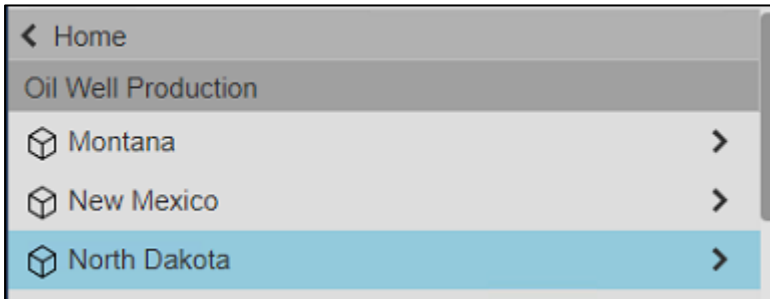 Home
Oil Well Production
Montana
New Mexico
North Dakota